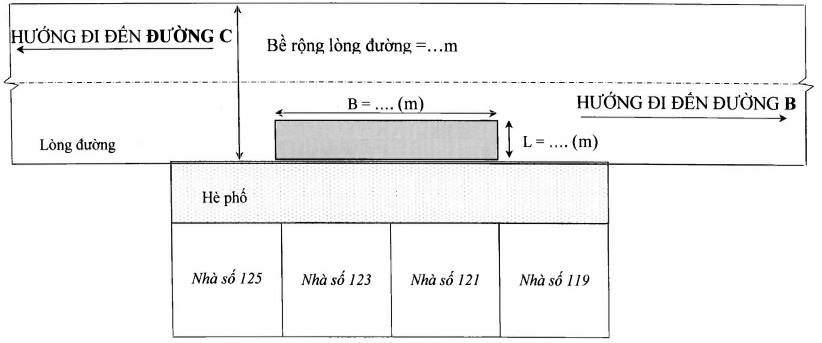 HƯỚNG ĐI ĐẾN ĐƯỜNG C
Bề rộng lòng đường =…m
B = …. (m)
HƯỚNG ĐI ĐẾN ĐƯỜNG B
Lòng đường
L = …. (m)
Hè phố
Nhà số 125
Nhà số 123
Nhà số 121
Nhà số 119